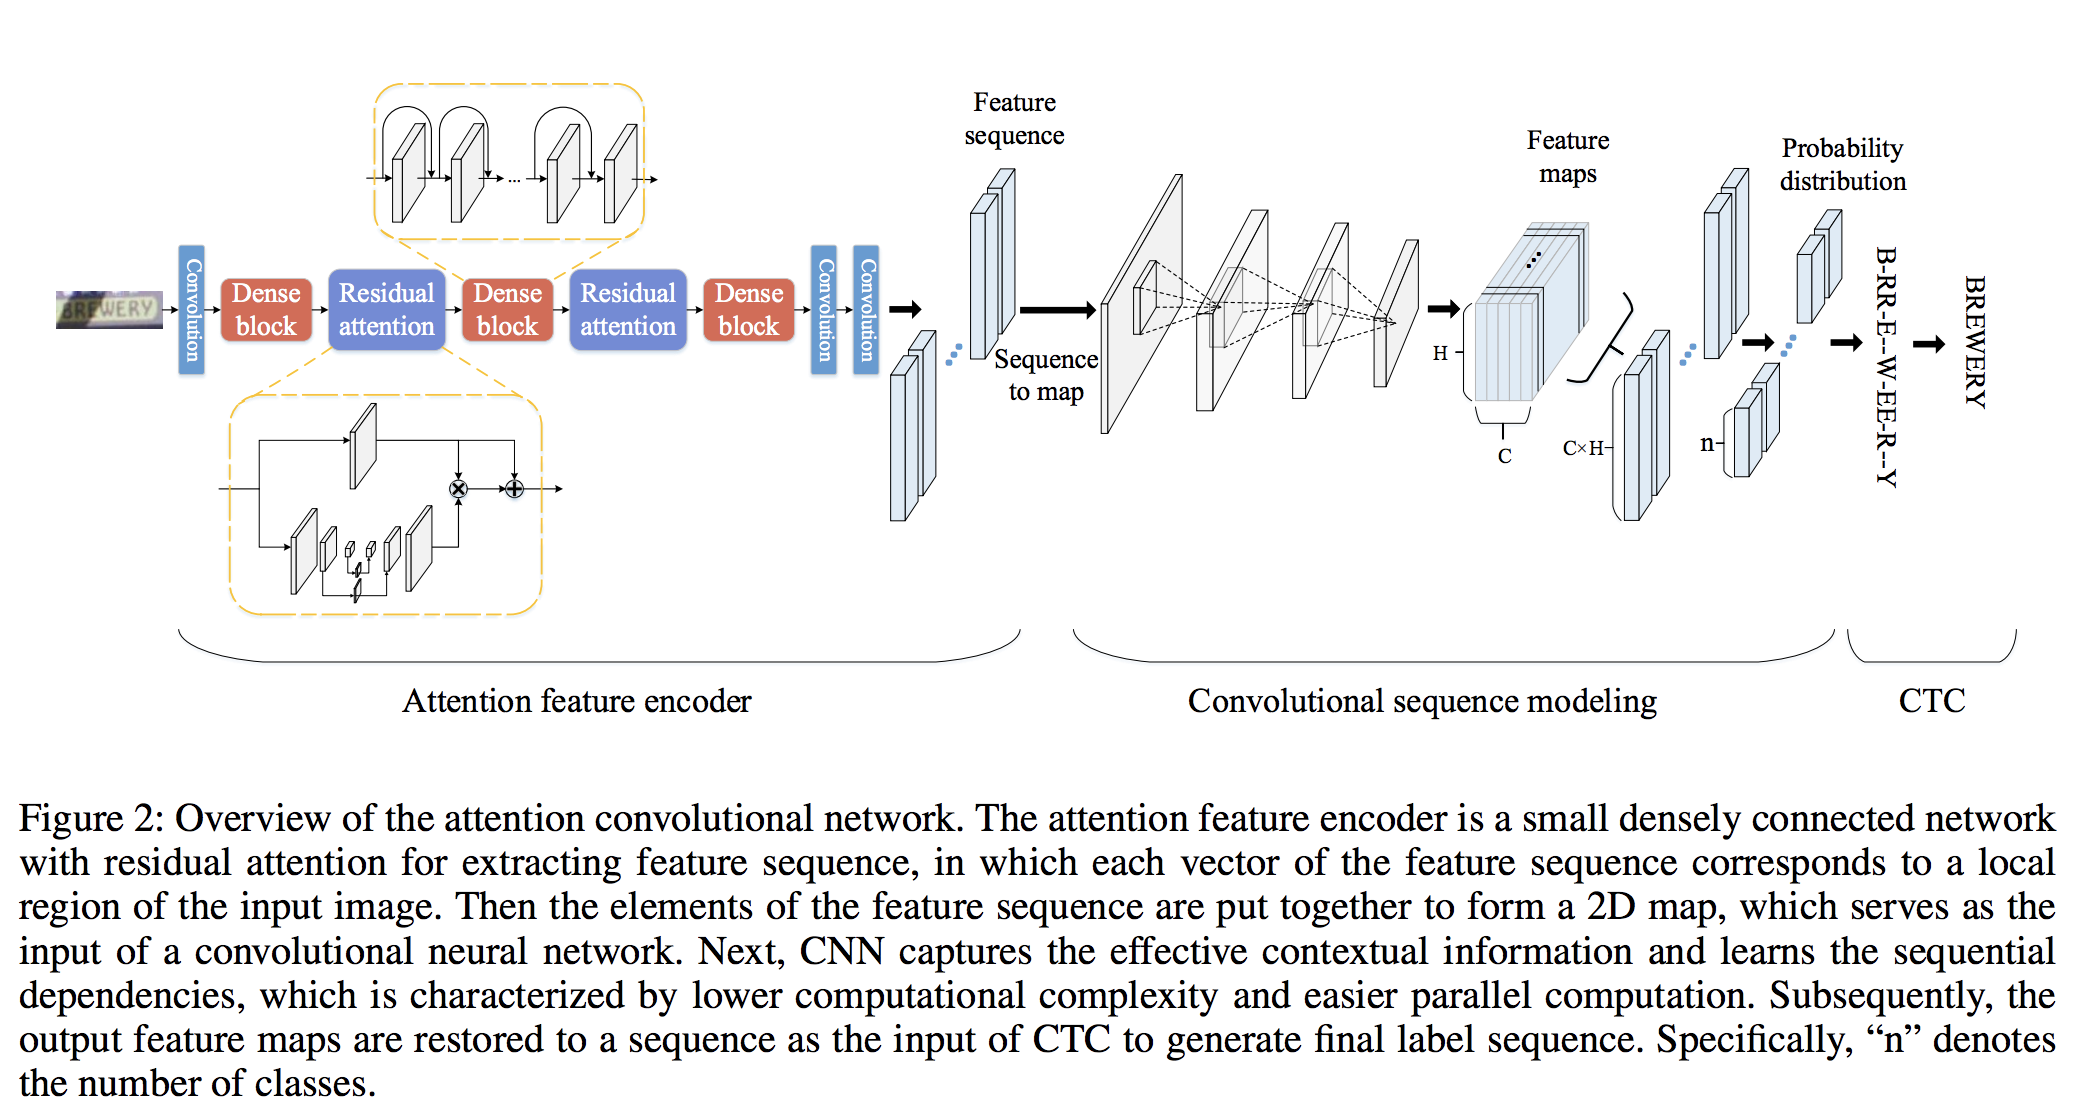 Feature
sequence
Feature
maps
Probability
distribution
BREWERY
Convolution
Dense
block
Residual
attention
Dense
block
Residual
attention
Dense
block
Convolution
Convolution
Sequence
to map
H
C
C×H
n
B-RR-E--W-EE-R--Y
BREWERY
Attention feature encoder
Convolutional sequence modeling
CTC
Figure 2: Overview of the attention convolutional network. The attention feature encoder is a small densely connected network
with residual attention for extracting feature sequence, in which each vector of the feature sequence corresponds to a local
region of the input image. Then the elements of the feature sequence are put together to form a 2D map, which serves as the
input of a convolutional neural network. Next, CNN captures the effective contextual information and learns the sequential
dependencies, which is characterized by lower computational complexity and easier parallel computation. Subsequently, the
output feature maps are restored to a sequence as the input of CTC to generate final label sequence. Specifically, “n” denotes
the number of classes.